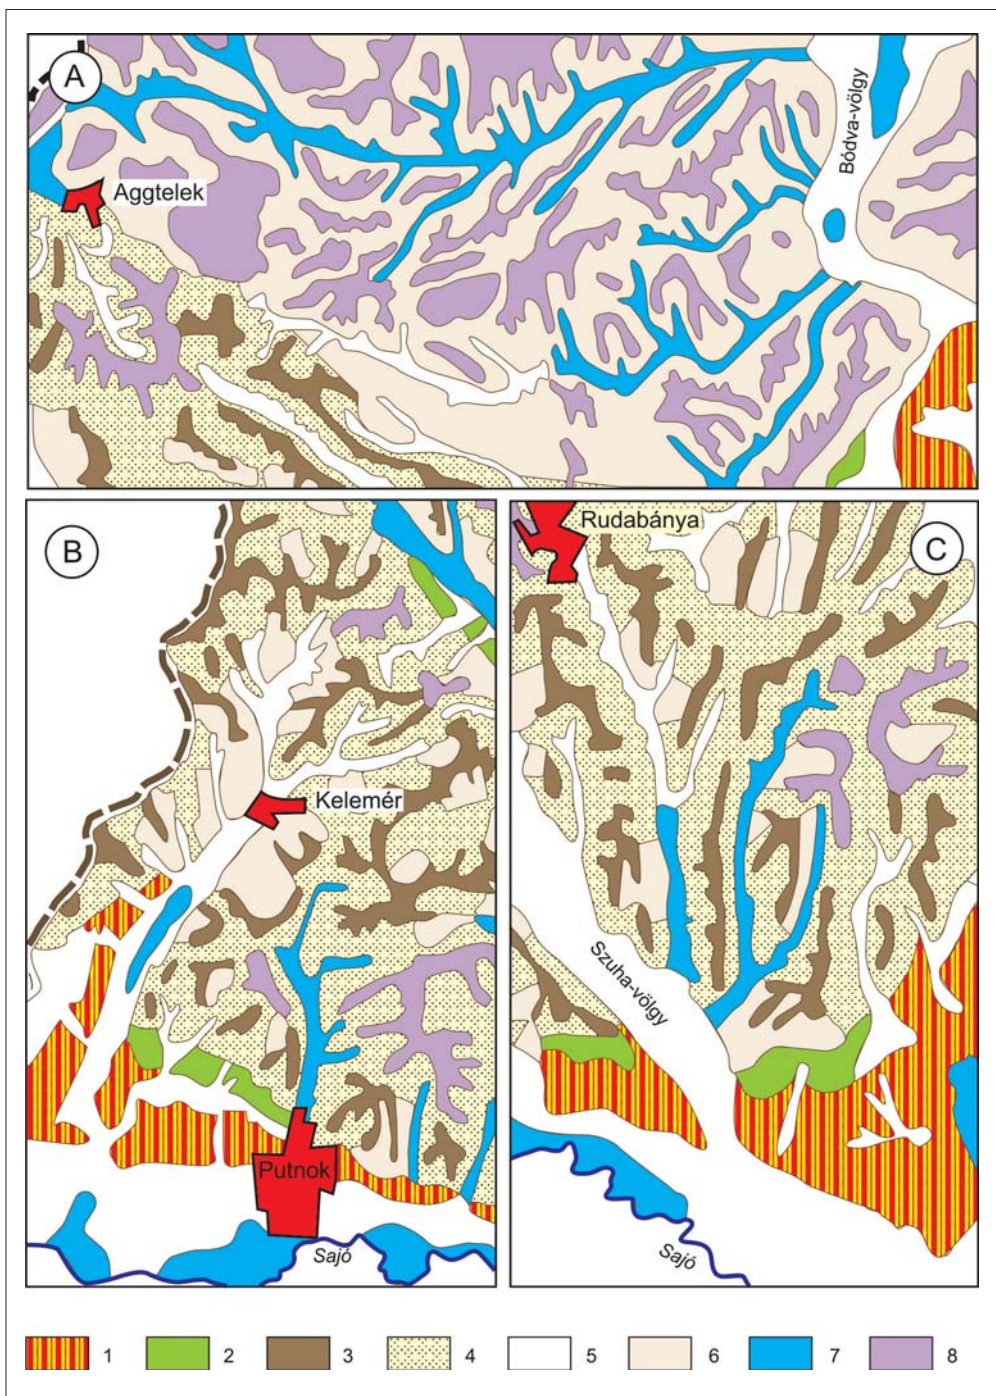 A
Aggtelek
Bódva-völgy
B
Kelemér
Putnok
Sajó
C
Rudabánya
Szuha-völgy
Sajó
1 2 3 4 5 6 7 8